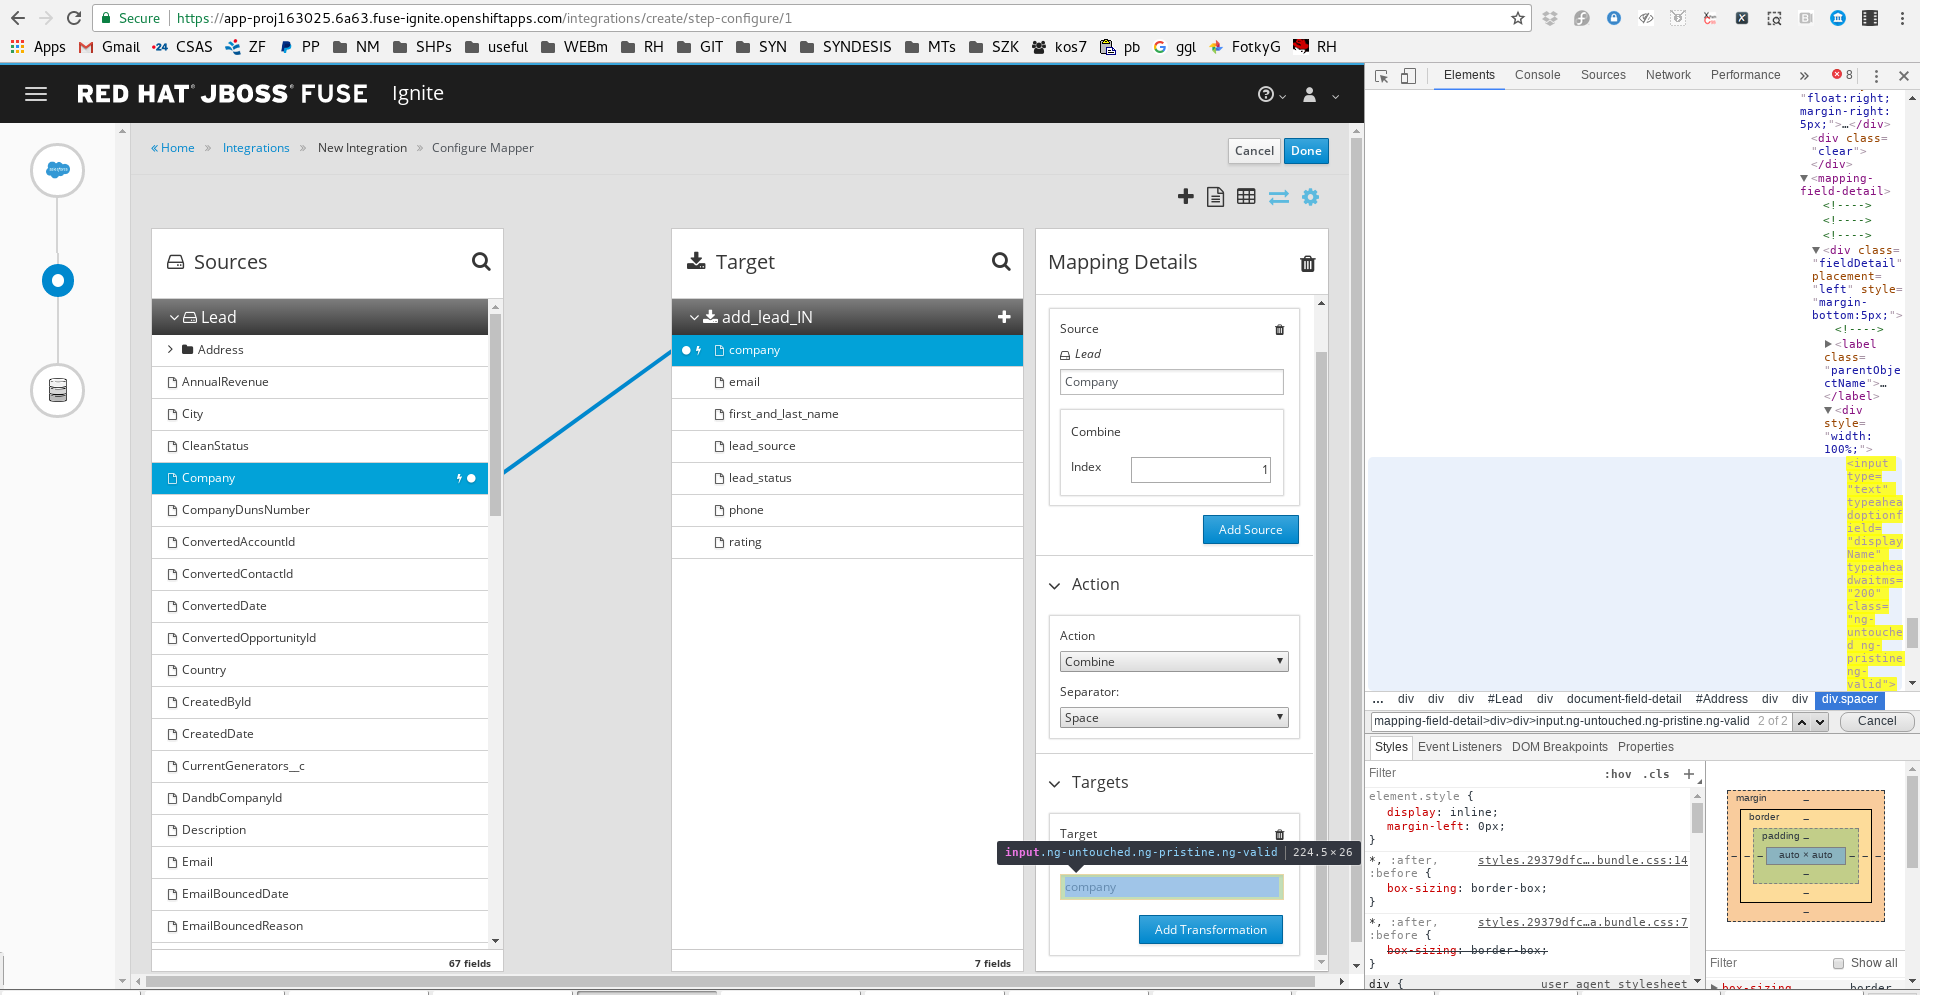 Secure https://app-proj163025.6a63.fuse-ignite.openshiftapps.com/integrations/create/step-configure/1
Apps Gmail CSAS ZF PP NM SHPs useful WEBm RH GIT SYN SYNDESIS MTs SZK kos7 pb ggl FotkyG RH
RED HAT JBOSS FUSE Ignite
« Home » Integrations » New Integration » Configure Mapper
Cancel Done
Sources
Lead
Address
AnnualRevenue
City
CleanStatus
Company
CompanyDunsNumber
ConvertedAccountId
ConvertedContactId
ConvertedDate
ConvertedOpportunityId
Country
CreatedById
CreatedDate
CurrentGenerators__c
DandbCompanyId
Description
Email
EmailBouncedDate
EmailBouncedReason
67 fields
Target
add_lead_IN
company
email
first_and_last_name
lead_source
lead_status
phone
rating
7 fields
Mapping Details
Source
Lead
Company
Combine
Index 1
Add Source
Action
Action
Combine
Separator:
Space
Targets
Target
input.ng-untouched.ng-pristine.ng-valid 224.5 × 26
company
Add Transformation
Elements Console Sources Network Performance » 8
"float:right;
margin-right:
5px;">…</div>
<div class=
"clear">
</div>
<mapping-
field-detail>
<!---->
<!---->
<!---->
<div class=
"fieldDetail"
placement=
"left" style=
"margin-
bottom:5px;">
<!---->
<label
class=
"parentObje
ctName">…
</label>
<div
style=
"width:
100%;">
<input
type=
"text"
typeahea
doptionf
ield=
"display
Name"
typeahea
dwaitms=
"200"
class=
"ng-
untouche
d ng-
pristine
ng-
valid">
... div div div #Lead div document-field-detail #Address div div div.spacer
mapping-field-detail>div>div>input.ng-untouched.ng-pristine.ng-valid 2 of 2 Cancel
Styles Event Listeners DOM Breakpoints Properties
Filter :hov .cls +
element.style {
display: inline;
margin-left: 0px;
}
*, :after, styles.29379dfc….bundle.css:14
:before {
box-sizing: border-box;
}
*, :after, styles.29379dfc…a.bundle.css:7
:before {
box-sizing: border-box;
}
div { user agent stylesheet
margin –
border –
padding –
– – – auto × auto – – –
–
–
–
Filter Show all
box-sizing border-